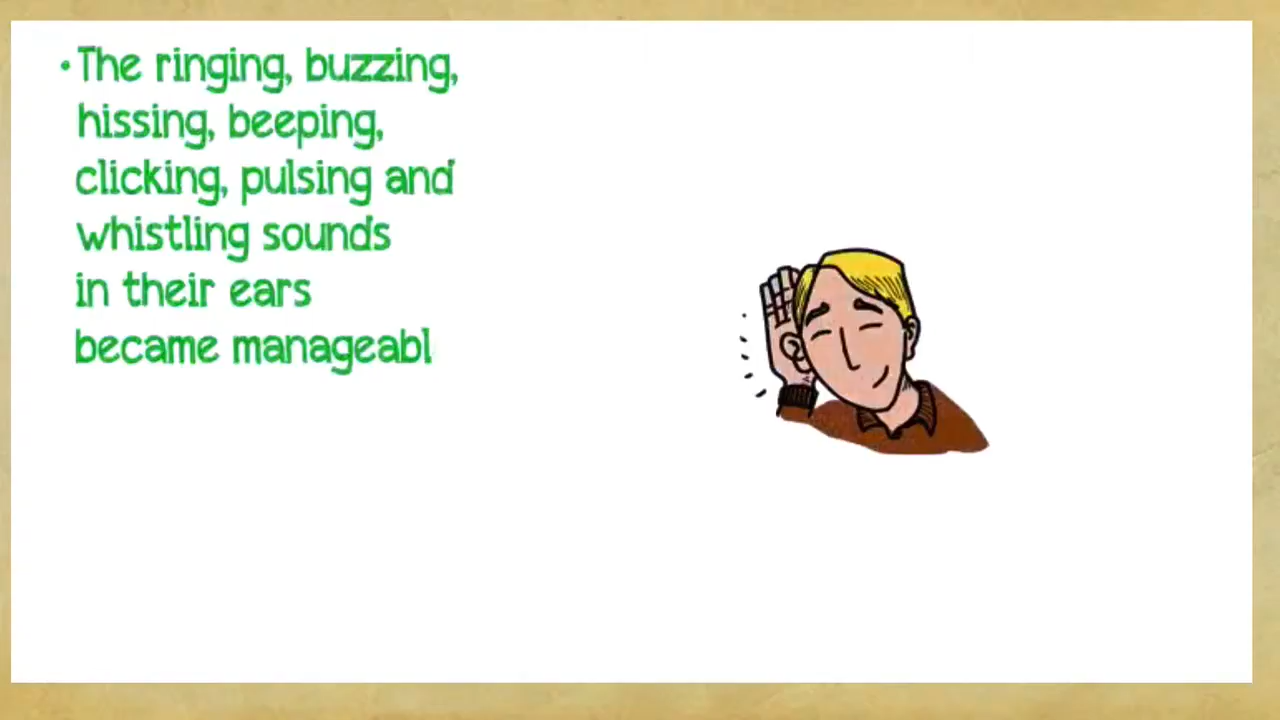 •The ringing, buzzing,
hissing, beeping,
clicking, pulsing and
whistling sounds
in their ears
became manageabl